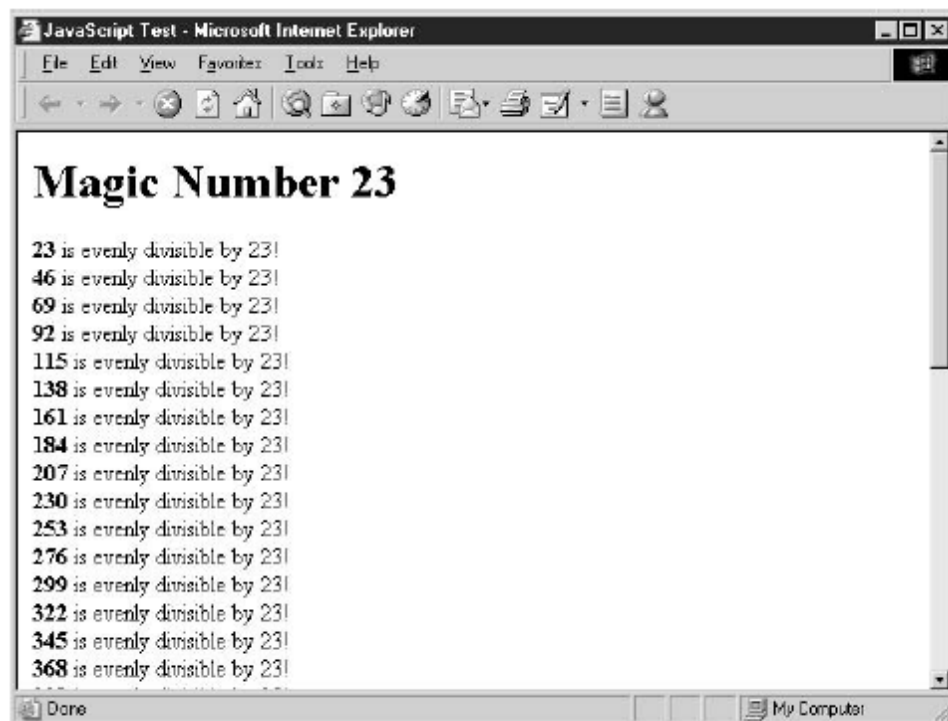 JavaScript Test - Microsoft Internet Explorer
File Edit View Favorites Tools Help
Magic Number 23
23 is evenly divisible by 23!
46 is evenly divisible by 23!
69 is evenly divisible by 23!
92 is evenly divisible by 23!
115 is evenly divisible by 23!
138 is evenly divisible by 23!
161 is evenly divisible by 23!
184 is evenly divisible by 23!
207 is evenly divisible by 23!
230 is evenly divisible by 23!
253 is evenly divisible by 23!
276 is evenly divisible by 23!
299 is evenly divisible by 23!
322 is evenly divisible by 23!
345 is evenly divisible by 23!
368 is evenly divisible by 23!
Done My Computer